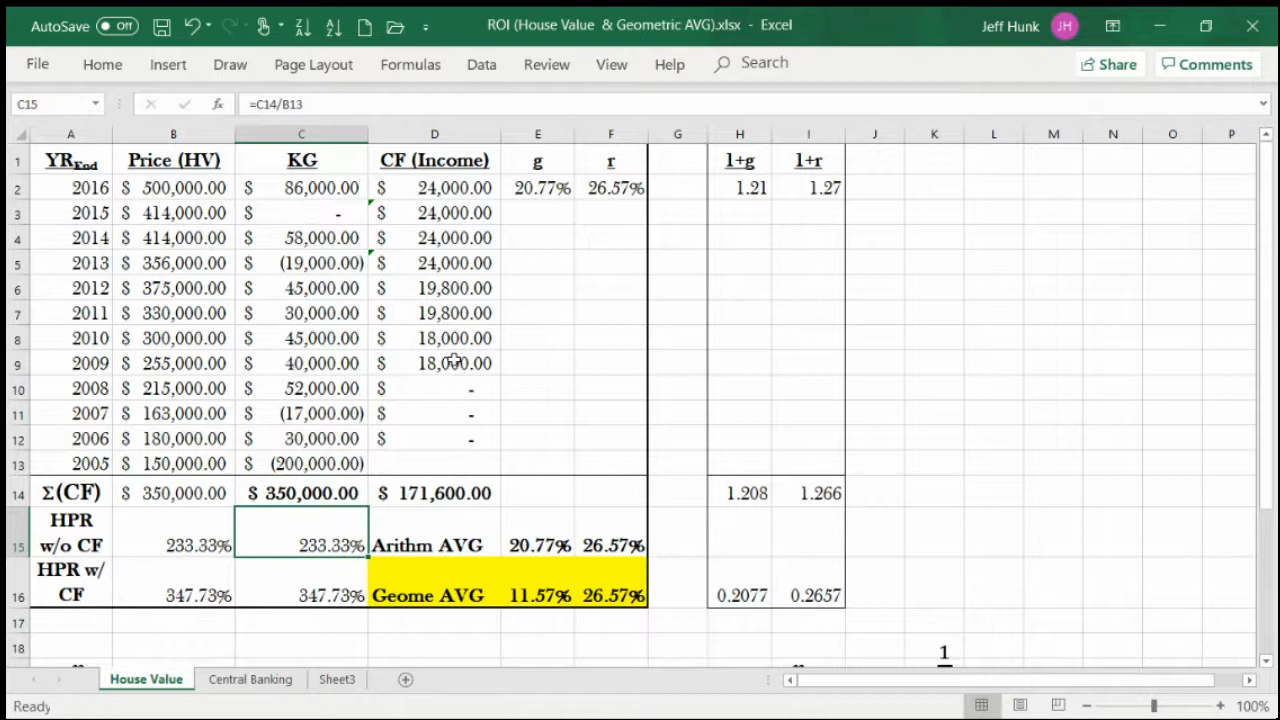 AutoSave Off ROI (House Value & Geometric AVG).xlsx - Excel Jeff Hunk JH
File Home Insert Draw Page Layout Formulas Data Review View Help Search Share Comments
C15 fx =C14/B13
A B C D E F G H I J K L M N O P
1 YREnd Price (HV) KG CF (Income) g r 1+g 1+r
2 2016 $ 500,000.00 $ 86,000.00 $ 24,000.00 20.77% 26.57% 1.21 1.27
3 2015 $ 414,000.00 $ - $ 24,000.00
4 2014 $ 414,000.00 $ 58,000.00 $ 24,000.00
5 2013 $ 356,000.00 $ (19,000.00) $ 24,000.00
6 2012 $ 375,000.00 $ 45,000.00 $ 19,800.00
7 2011 $ 330,000.00 $ 30,000.00 $ 19,800.00
8 2010 $ 300,000.00 $ 45,000.00 $ 18,000.00
9 2009 $ 255,000.00 $ 40,000.00 $ 18,000.00
10 2008 $ 215,000.00 $ 52,000.00 $ -
11 2007 $ 163,000.00 $ (17,000.00) $ -
12 2006 $ 180,000.00 $ 30,000.00 $ -
13 2005 $ 150,000.00 $ (200,000.00)
14 Σ(CF) $ 350,000.00 $ 350,000.00 $ 171,600.00 1.208 1.266
HPR
15 w/o CF 233.33% 233.33% Arithm AVG 20.77% 26.57%
HPR w/
16 CF 347.73% 347.73% Geome AVG 11.57% 26.57% 0.2077 0.2657
17
18 1
House Value Central Banking Sheet3
Ready 100%